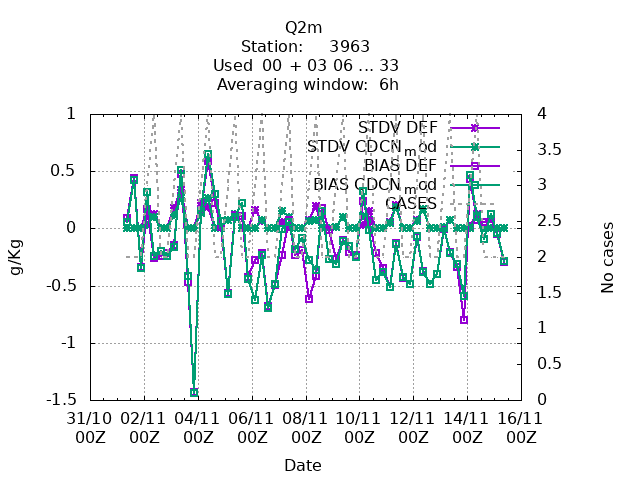 Q2m
Station: 3963
Used 00 + 03 06 ... 33
Averaging window: 6h
STDV DEF
STDV CDCN_mod
BIAS DEF
BIAS CDCN_mod
CASES
g/Kg
1
0.5
0
-0.5
-1
-1.5
No cases
4
3.5
3
2.5
2
1.5
1
0.5
0
31/10 02/11 04/11 06/11 08/11 10/11 12/11 14/11 16/11
00Z 00Z 00Z 00Z 00Z 00Z 00Z 00Z 00Z
Date